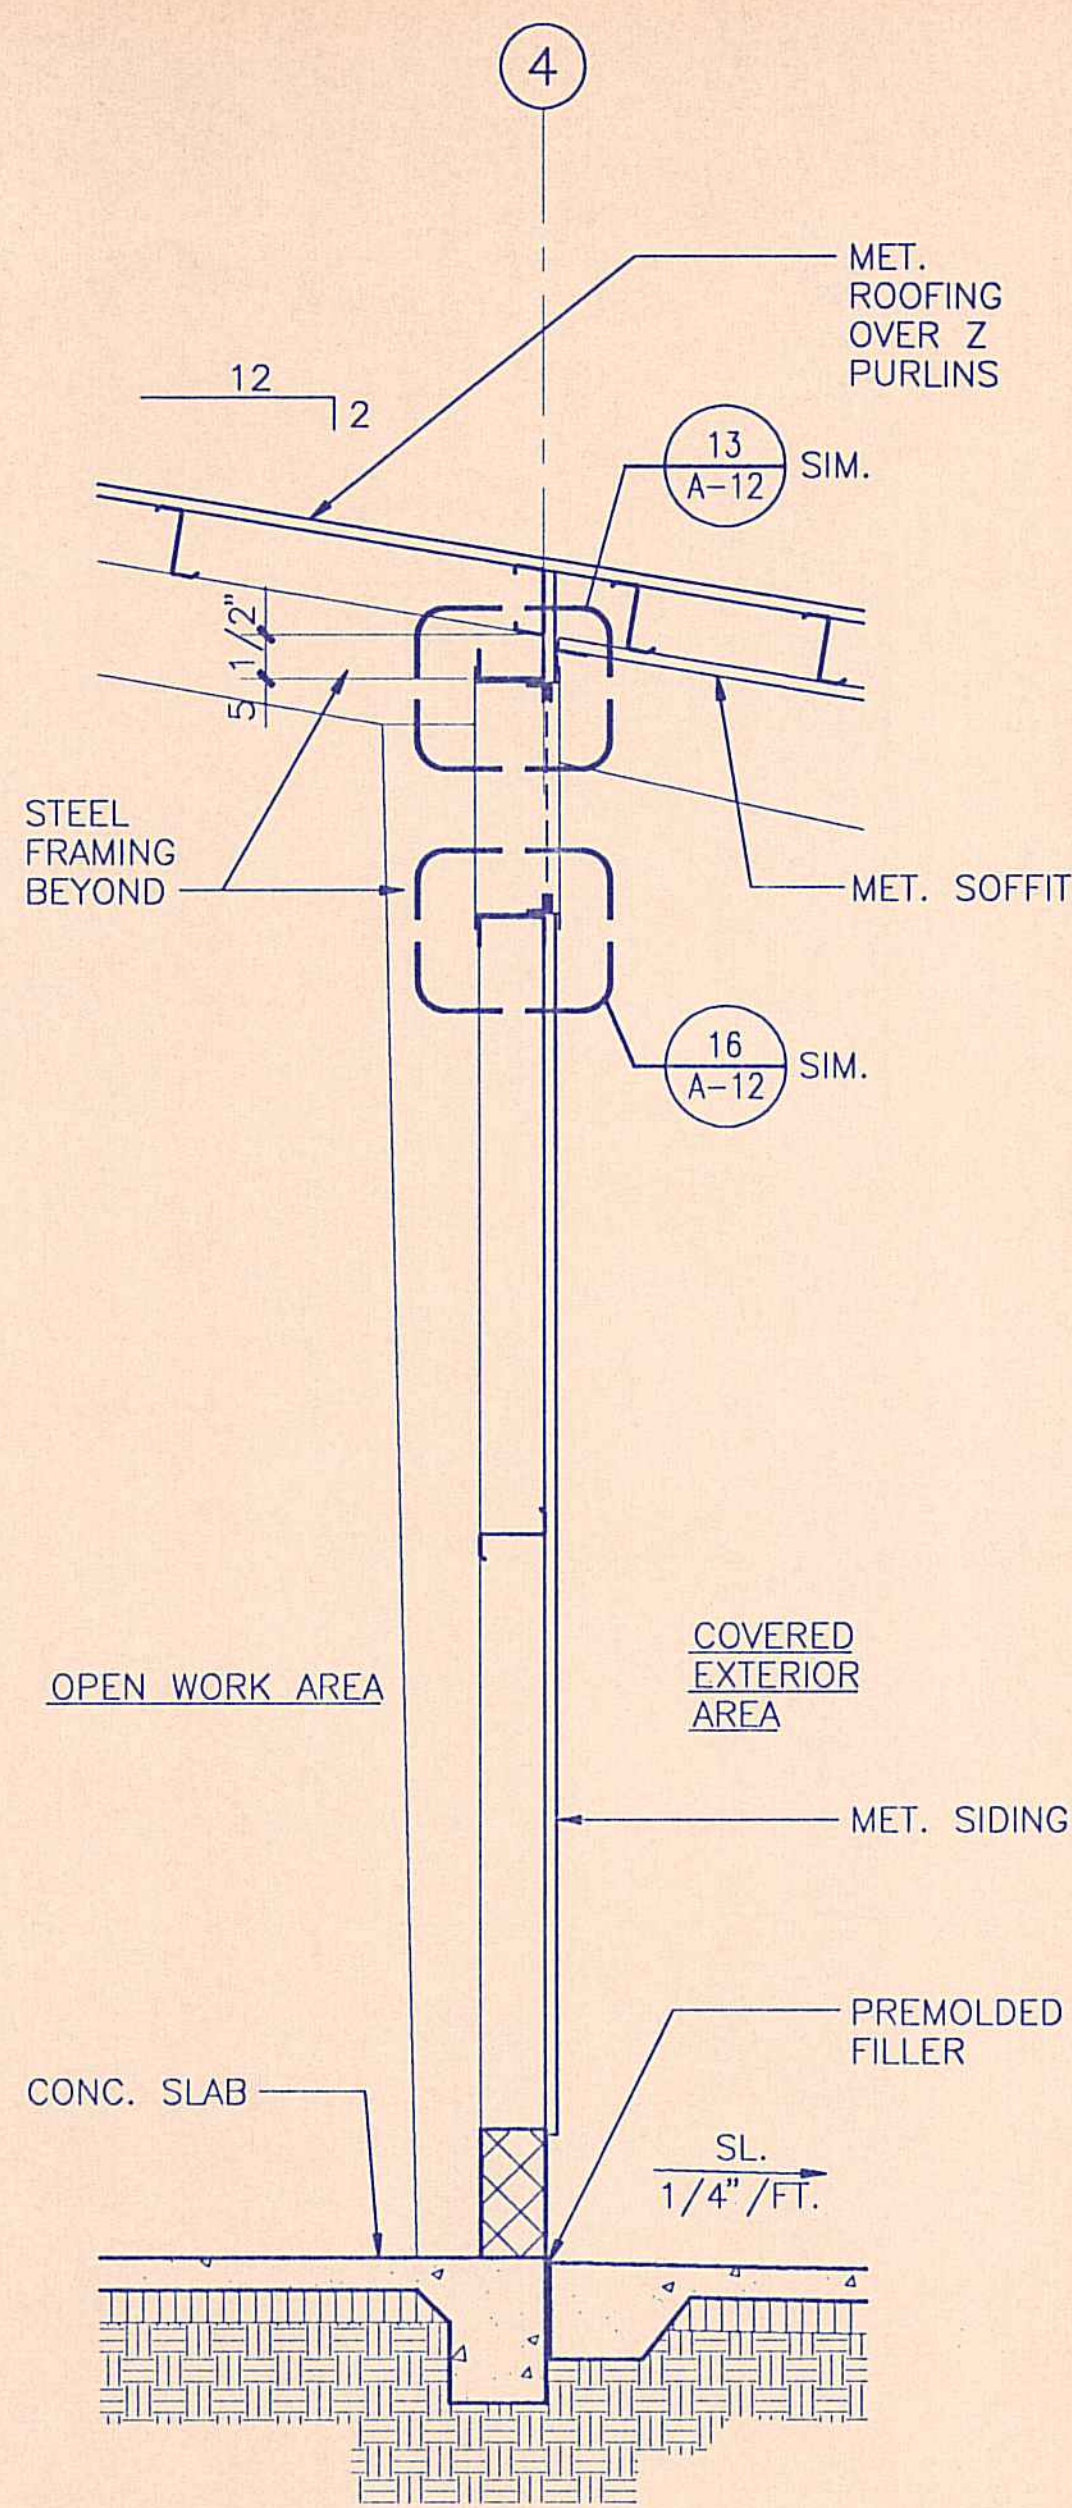 4
MET.
ROOFING
OVER Z
PURLINS
12
2
13
A-12
SIM.
5 1/2"
STEEL
FRAMING
BEYOND
MET. SOFFIT
16
A-12
SIM.
COVERED
EXTERIOR
AREA
OPEN WORK AREA
MET. SIDING
PREMOLDED
FILLER
CONC. SLAB
SL.
1/4"/FT.